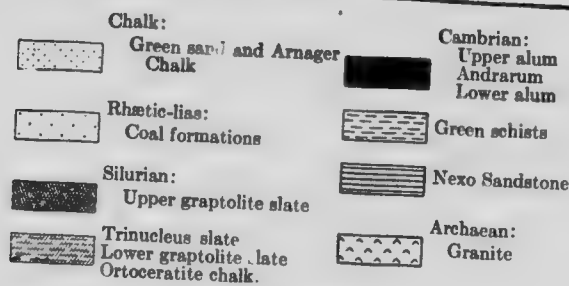 Chalk:
Green sand and Arnager
Chalk
Rhætic-lias:
Coal formations
Silurian:
Upper graptolite slate
Trinucleus slate
Lower graptolite slate
Ortoceratite chalk.
Cambrian:
Upper alum
Andrarum
Lower alum
Green schists
Nexo Sandstone
Archaean:
Granite